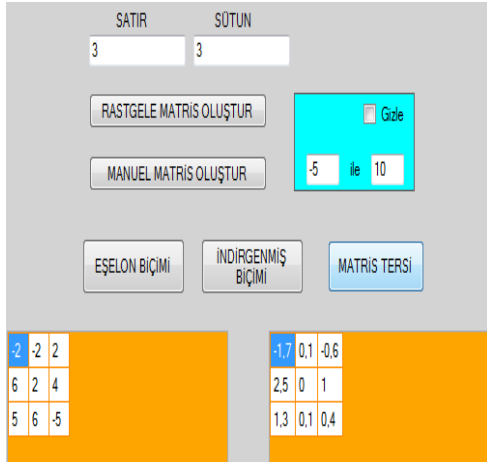 SATIR SÜTUN
3 3
RASTGELE MATRİS OLUŞTUR Gizle
MANUEL MATRİS OLUŞTUR -5 ile 10
EŞELON BİÇİMİ İNDİRGENMİŞ BİÇİMİ MATRİS TERSİ
-2 -2 2 -1,7 0,1 -0,6
6 2 4 2,5 0 1
5 6 -5 1,3 0,1 0,4